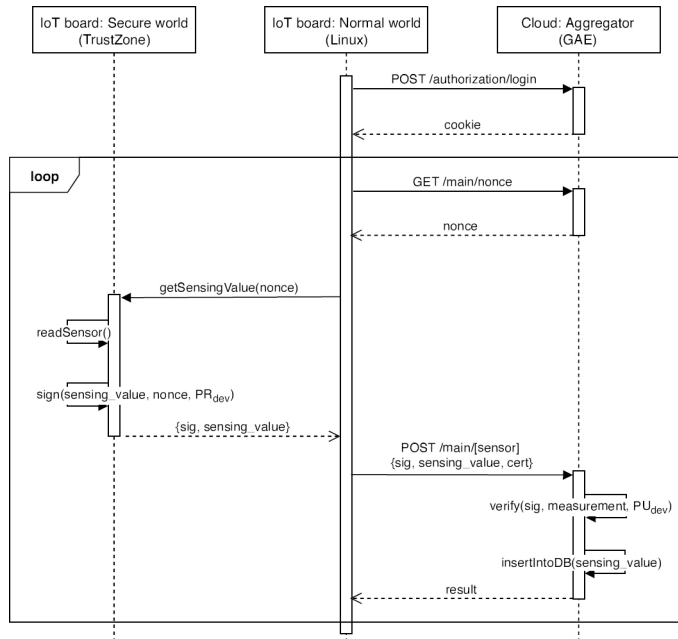 IoT board: Secure world
(TrustZone)
IoT board: Normal world
(Linux)
Cloud: Aggregator
(GAE)
POST /authorization/login
cookie
loop
GET /main/nonce
nonce
getSensingValue(nonce)
readSensor()
sign(sensing_value, nonce, PRdev)
{sig, sensing_value}
POST /main/[sensor]
{sig, sensing_value, cert}
verify(sig, measurement, PUdev)
insertIntoDB(sensing_value)
result